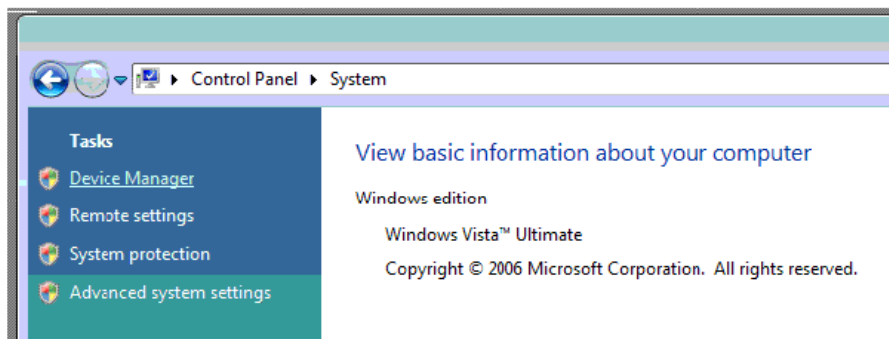 Control Panel ▸ System
Tasks
Device Manager
Remote settings
System protection
Advanced system settings
View basic information about your computer
Windows edition
Windows Vista™ Ultimate
Copyright © 2006 Microsoft Corporation. All rights reserved.